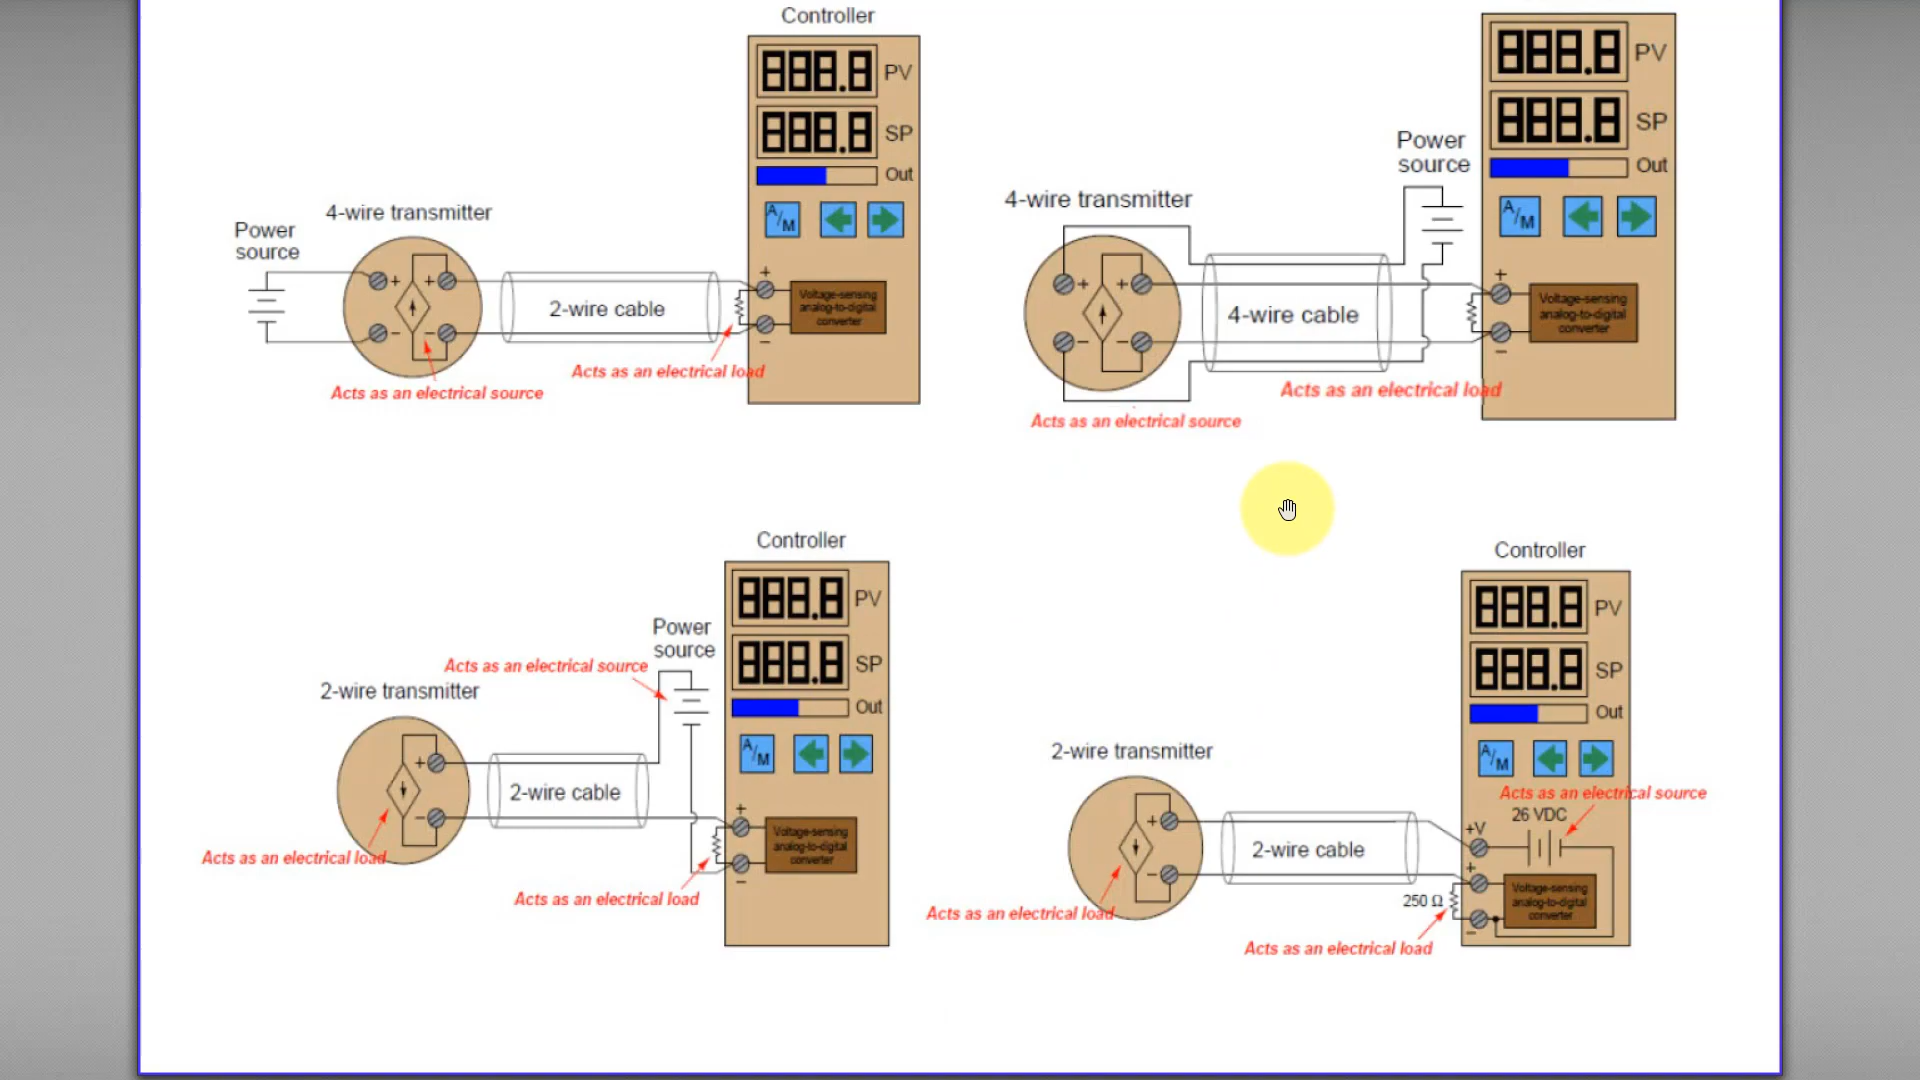 Controller
888.8 PV
888.8 SP
Out
A/M
4-wire transmitter
Power
source
+ + +
2-wire cable
Voltage-sensing
analog-to-digital
converter
- - -
Acts as an electrical load
Acts as an electrical source
888.8 PV
888.8 SP
Power
source
Out
A/M
4-wire transmitter
+ + +
4-wire cable
Voltage-sensing
analog-to-digital
converter
- - -
Acts as an electrical load
Acts as an electrical source
Controller
888.8 PV
888.8 SP
Power
source
Acts as an electrical source
2-wire transmitter
Out
A/M
+ +
2-wire cable
Voltage-sensing
analog-to-digital
converter
- -
Acts as an electrical load
Acts as an electrical load
Controller
888.8 PV
888.8 SP
Out
A/M
2-wire transmitter
Acts as an electrical source
26 VDC
+V
+ +
2-wire cable
Voltage-sensing
analog-to-digital
converter
250 Ω
- -
Acts as an electrical load
Acts as an electrical load